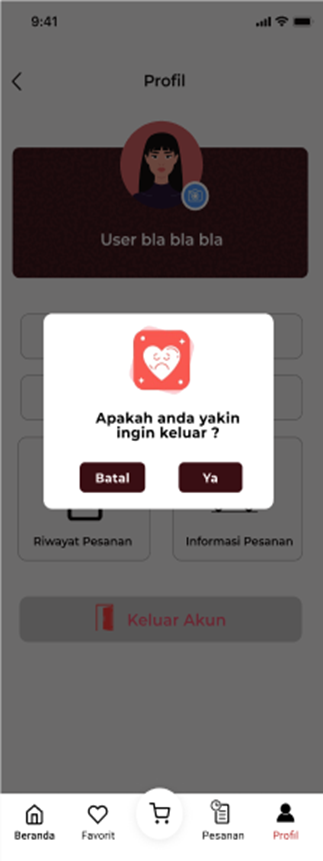 9:41
Profil
User bla bla bla
Apakah anda yakin
ingin keluar ?
Batal
Ya
Riwayat Pesanan
Informasi Pesanan
Keluar Akun
Beranda
Favorit
Pesanan
Profil